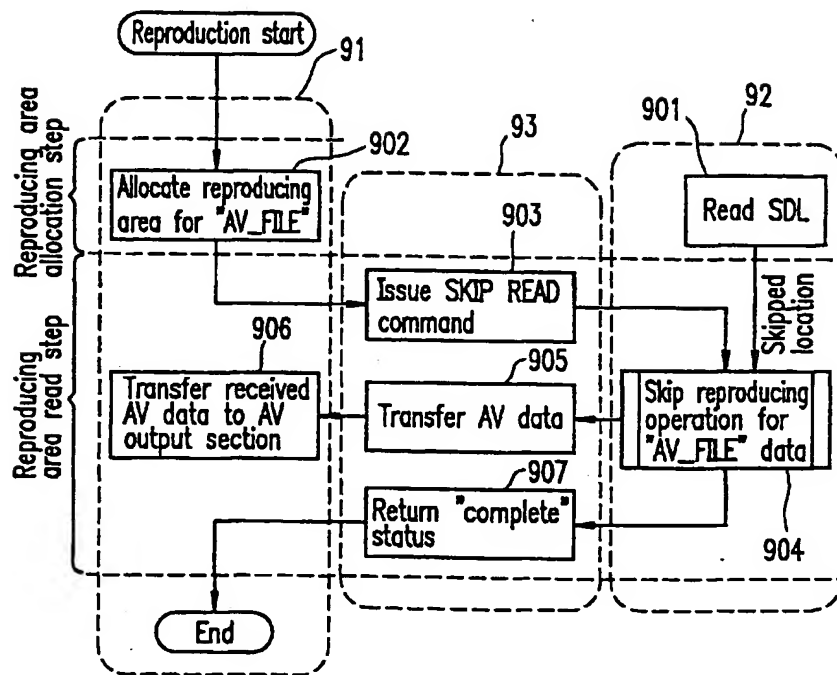 Reproduction start
91
Reproducing area
allocation step
902
Allocate reproducing
area for "AV_FILE"
93
92
901
Read SDL
903
Issue SKIP READ
command
Skipped
location
Reproducing
area read step
906
Transfer received
AV data to AV
output section
905
Transfer AV data
Skip reproducing
operation for
"AV_FILE" data
904
907
Return "complete"
status
End